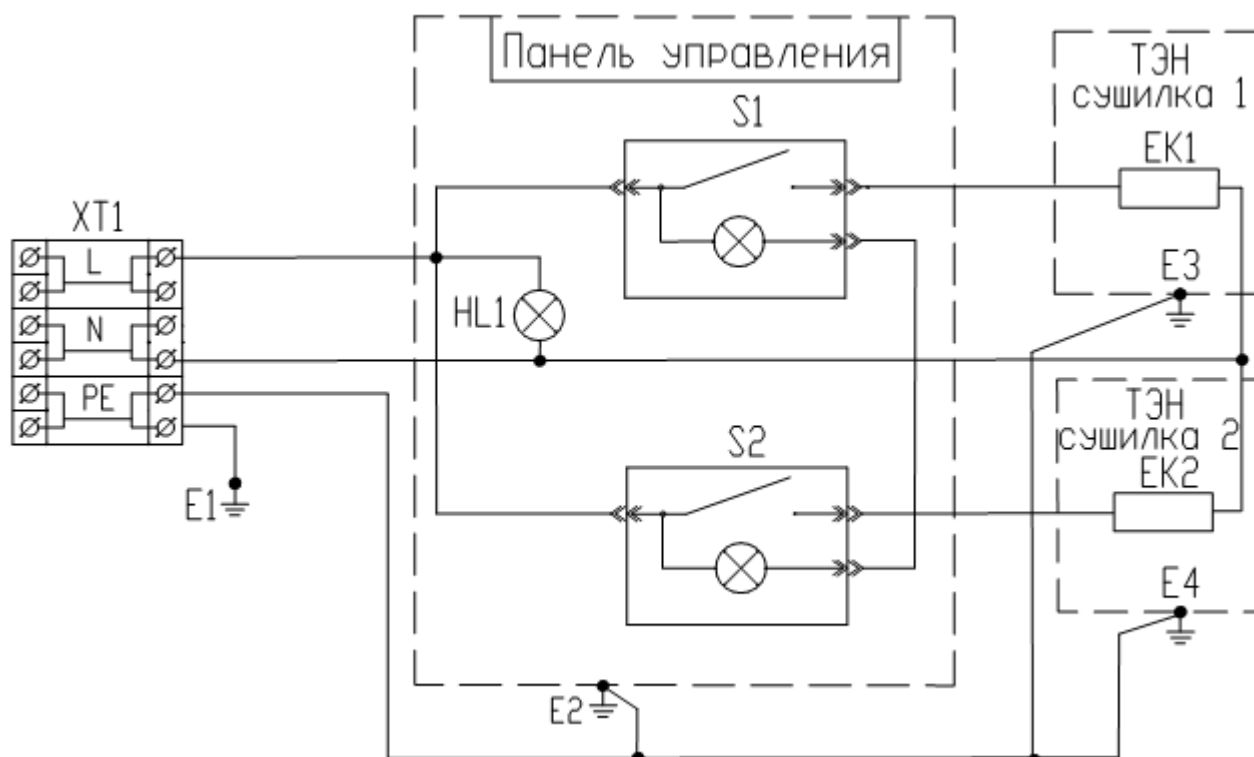 Панель управления
ТЭН
сушилка 1
S1
EK1
XT1
L
E3
HL1
N
PE
ТЭН
сушилка 2
S2
EK2
E1
E4
E2